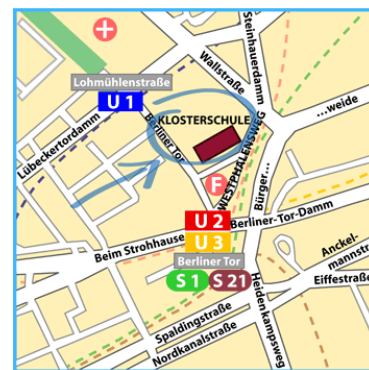 Steinhauerdamm
Wallstraße
Lohmühlenstraße
U 1
KLOSTERSCHULE
...weide
Lübeckertordamm
Berliner Tor
WESTPHALENSWEG
F
Bürger...
U 2
Berliner-Tor-Damm
Beim Strohhause
U 3
Berliner Tor
S 1
S 21
Anckel-
mannstr
Eiffestraße
Heidenkampsweg
Spaldingstraße
Nordkanalstraße